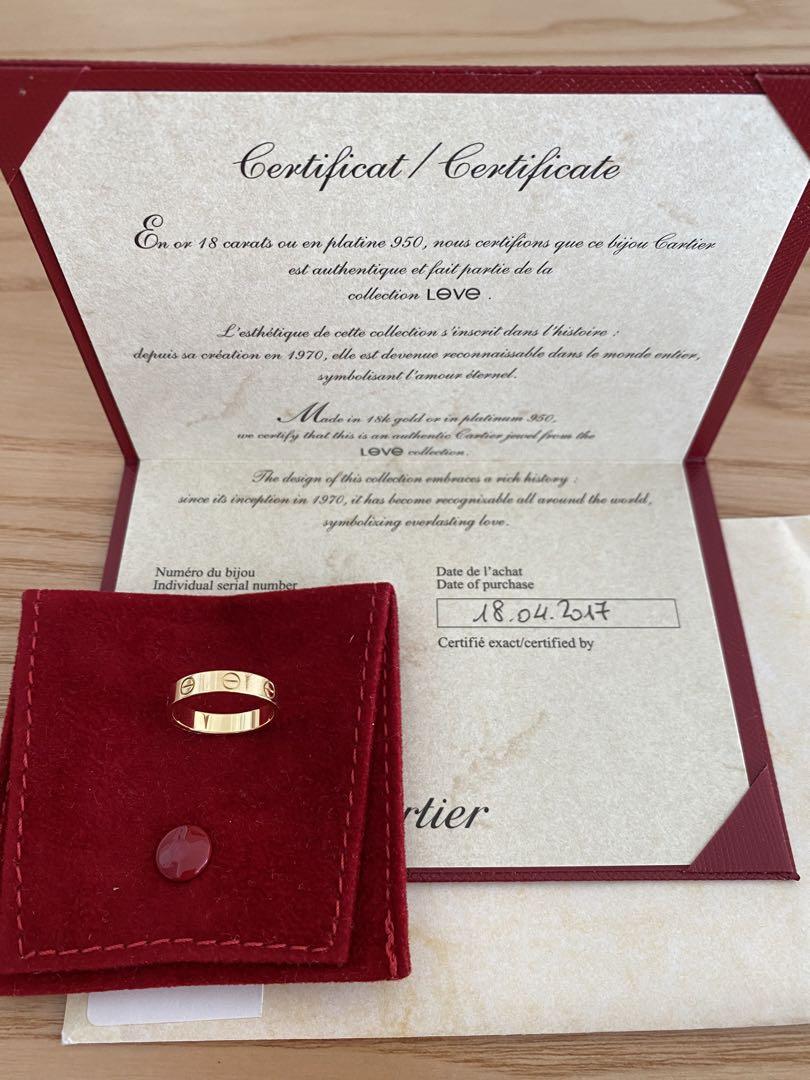 Certificat / Certificate
En or 18 carats ou en platine 950, nous certifions que ce bijou Cartier
est authentique et fait partie de la
collection LOVE .
L'esthétique de cette collection s'inscrit dans l'histoire :
depuis sa création en 1970, elle est devenue reconnaissable dans le monde entier,
symbolisant l'amour éternel.
Made in 18k gold or in platinum 950,
we certify that this is an authentic Cartier jewel from the
LOVE collection.
The design of this collection embraces a rich history :
since its inception in 1970, it has become recognizable all around the world,
symbolizing everlasting love.
Numéro du bijou
Individual serial number
Date de l'achat
Date of purchase
18.04.2017
Certifié exact/certified by
rtier